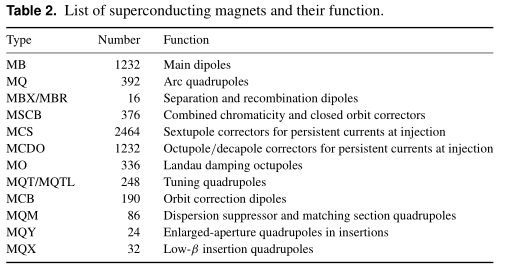 Table 2. List of superconducting magnets and their function.
Type Number Function
MB 1232 Main dipoles
MQ 392 Arc quadrupoles
MBX/MBR 16 Separation and recombination dipoles
MSCB 376 Combined chromaticity and closed orbit correctors
MCS 2464 Sextupole correctors for persistent currents at injection
MCDO 1232 Octupole/decapole correctors for persistent currents at injection
MO 336 Landau damping octupoles
MQT/MQTL 248 Tuning quadrupoles
MCB 190 Orbit correction dipoles
MQM 86 Dispersion suppressor and matching section quadrupoles
MQY 24 Enlarged-aperture quadrupoles in insertions
MQX 32 Low-β insertion quadrupoles